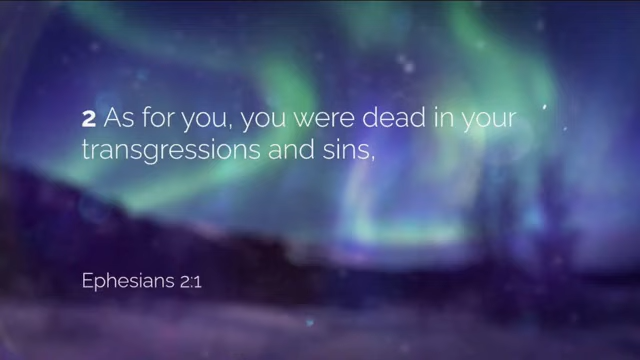 2 As for you, you were dead in your
transgressions and sins,
Ephesians 2:1